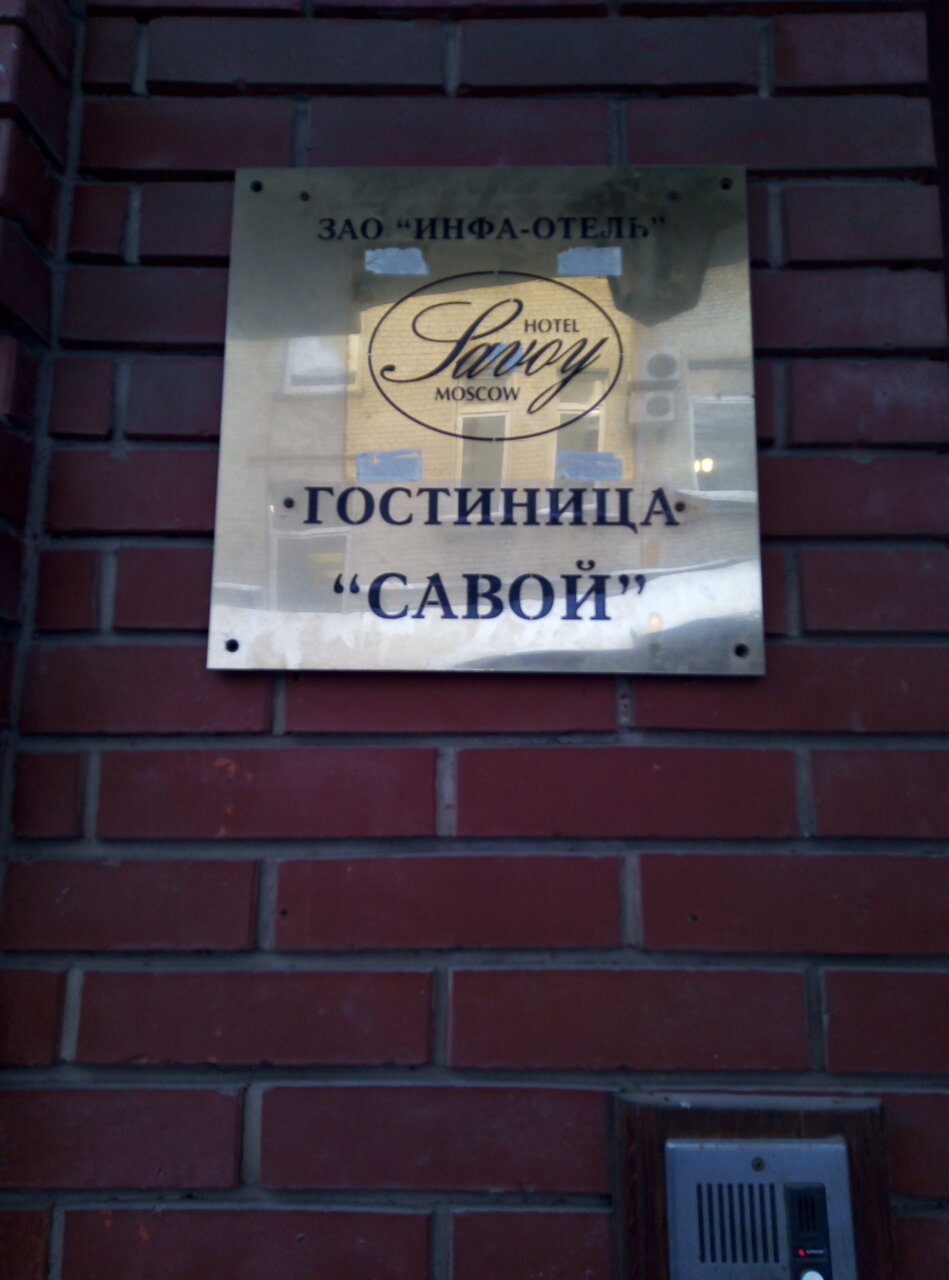 ЗАО “ИНФА-ОТЕЛЬ”
HOTEL
Savoy
MOSCOW
ГОСТИНИЦА
“САВОЙ”